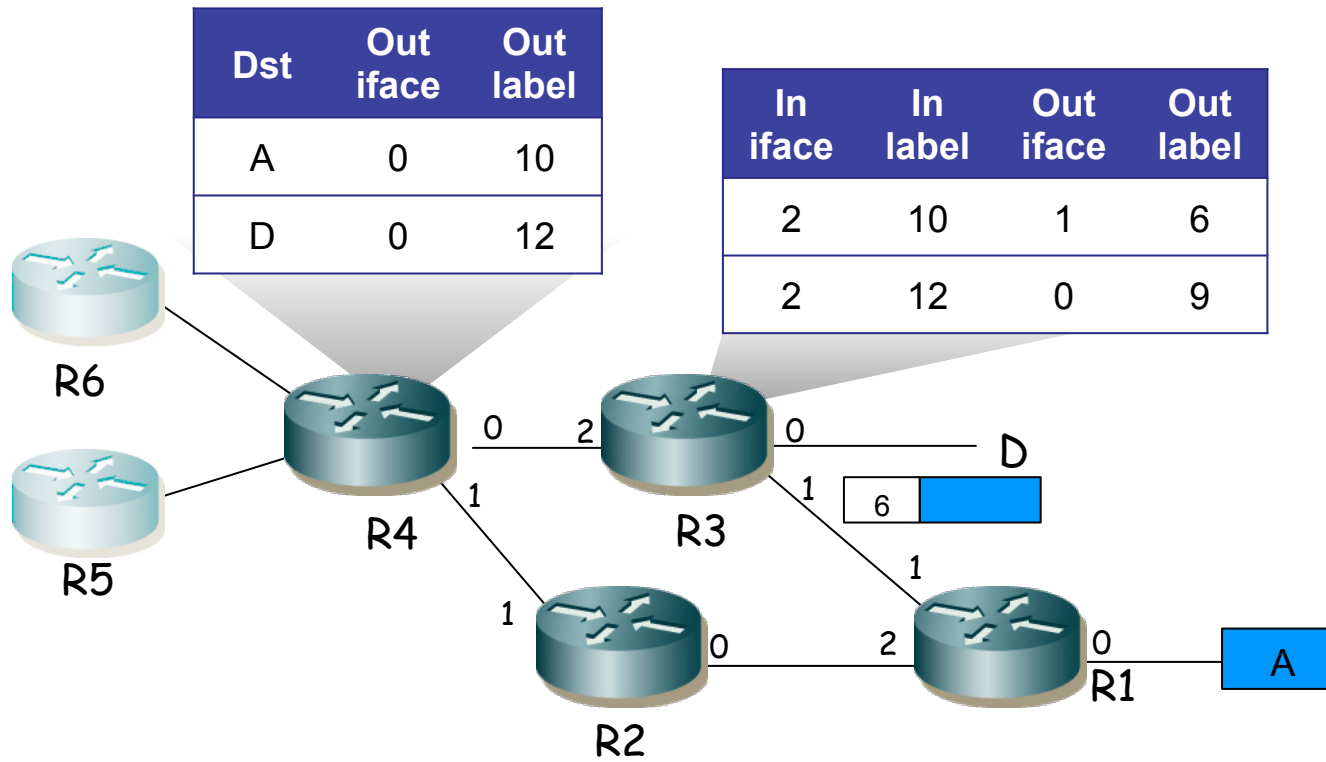 Dst Out iface Out label
A 0 10
D 0 12
In iface In label Out iface Out label
2 10 1 6
2 12 0 9
R6
R5
R4
0
1
2
R3
0
1
D
6
1
R2
1
0
2
R1
0
A